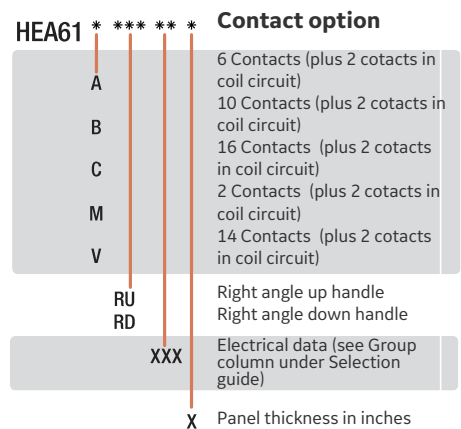 HEA61 * *** ** * Contact option
A 6 Contacts (plus 2 cotacts in
coil circuit)
B 10 Contacts (plus 2 cotacts in
coil circuit)
C 16 Contacts (plus 2 cotacts
in coil circuit)
M 2 Contacts (plus 2 cotacts in
coil circuit)
V 14 Contacts (plus 2 cotacts
in coil circuit)
RU Right angle up handle
RD Right angle down handle
XXX Electrical data (see Group
column under Selection
guide)
X Panel thickness in inches